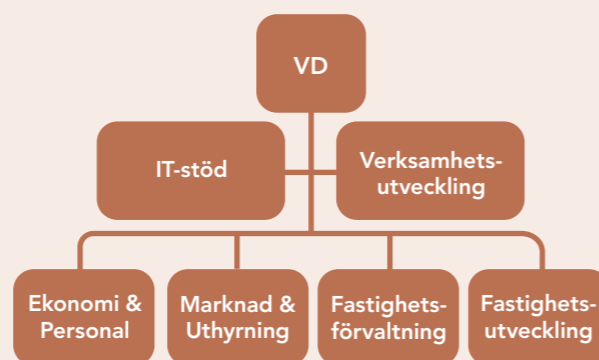 VD
IT-stöd
Verksamhets-
utveckling
Ekonomi &
Personal
Marknad &
Uthyrning
Fastighets-
förvaltning
Fastighets-
utveckling